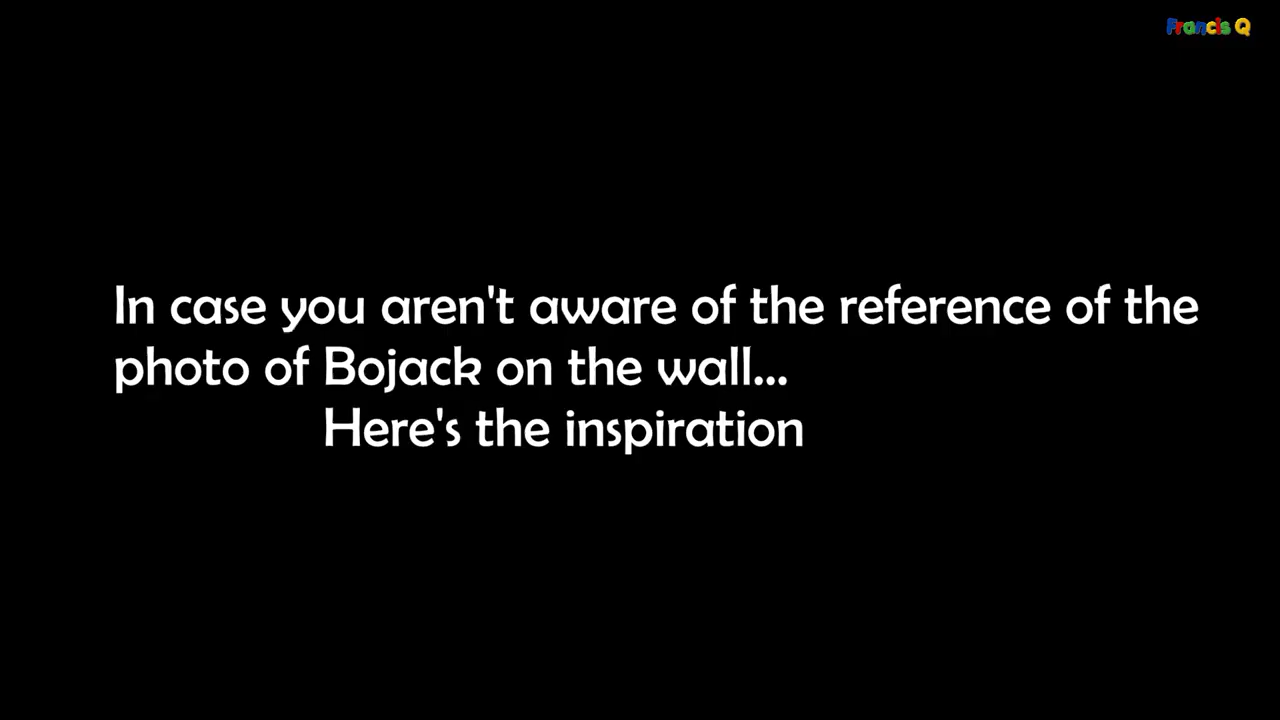 Francis Q
In case you aren't aware of the reference of the
photo of Bojack on the wall...
Here's the inspiration